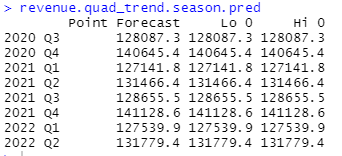 > revenue.quad_trend.season.pred
Point Forecast Lo 0 Hi 0
2020 Q3 128087.3 128087.3 128087.3
2020 Q4 140645.4 140645.4 140645.4
2021 Q1 127141.8 127141.8 127141.8
2021 Q2 131466.4 131466.4 131466.4
2021 Q3 128655.5 128655.5 128655.5
2021 Q4 141128.6 141128.6 141128.6
2022 Q1 127539.9 127539.9 127539.9
2022 Q2 131779.4 131779.4 131779.4